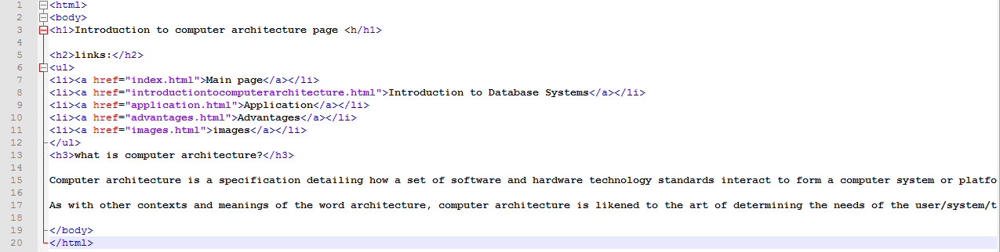 1 <html>
2 <body>
3 <h1>Introduction to computer architecture page <h/h1>
4
5 <h2>links:</h2>
6 <ul>
7 <li><a href="index.html">Main page</a></li>
8 <li><a href="introductiontocomputerarchitecture.html">Introduction to Database Systems</a></li>
9 <li><a href="application.html">Application</a></li>
10 <li><a href="advantages.html">Advantages</a></li>
11 <li><a href="images.html">images</a></li>
12 </ul>
13 <h3>what is computer architecture?</h3>
14
15 Computer architecture is a specification detailing how a set of software and hardware technology standards interact to form a computer system or platfo
16
17 As with other contexts and meanings of the word architecture, computer architecture is likened to the art of determining the needs of the user/system/t
18
19 </body>
20 </html>